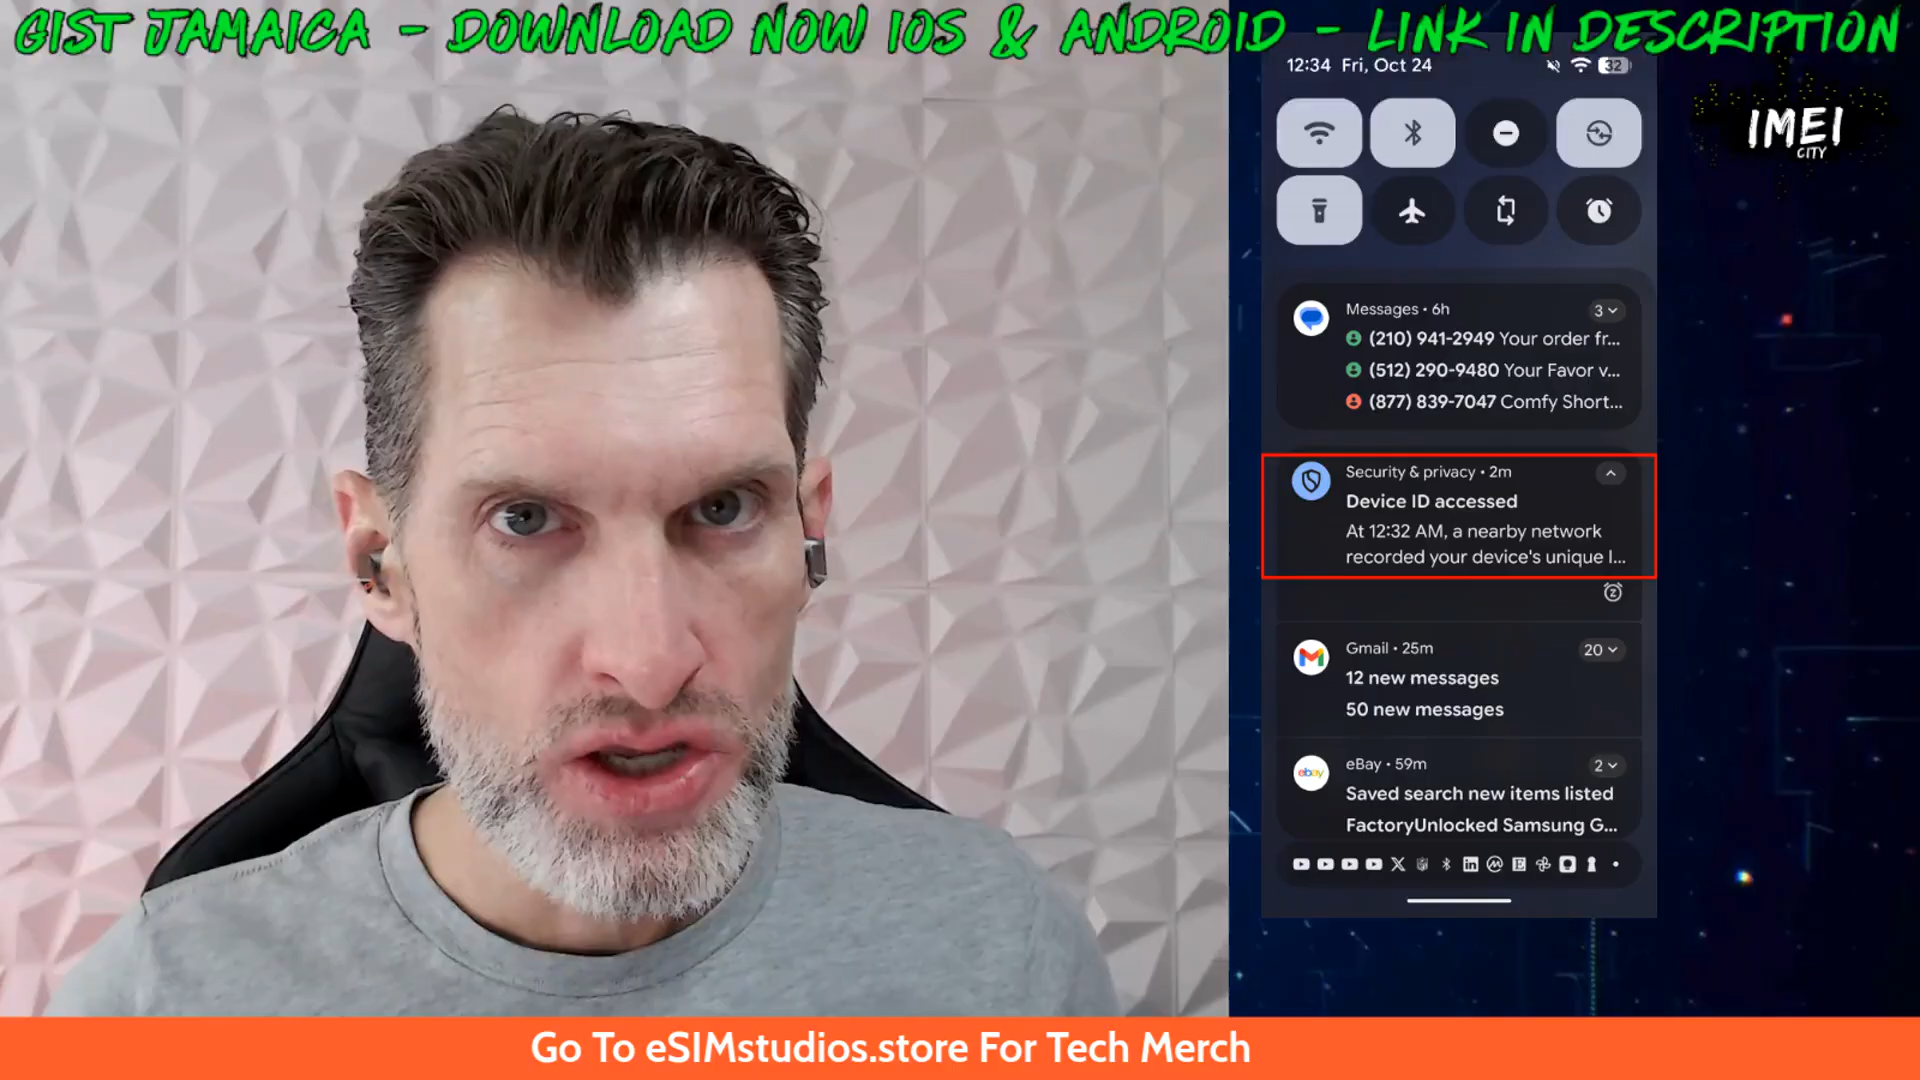 GIST JAMAICA - DOWNLOAD NOW IOS & ANDROID - LINK IN DESCRIPTION
12:34 Fri, Oct 24
32
IMEI
CITY
Messages • 6h
3
(210) 941-2949 Your order fr...
(512) 290-9480 Your Favor v...
(877) 839-7047 Comfy Short...
Security & privacy • 2m
Device ID accessed
At 12:32 AM, a nearby network
recorded your device's unique I...
Gmail • 25m
20
12 new messages
50 new messages
ebay
eBay • 59m
2
Saved search new items listed
FactoryUnlocked Samsung G...
Go To eSIMstudios.store For Tech Merch